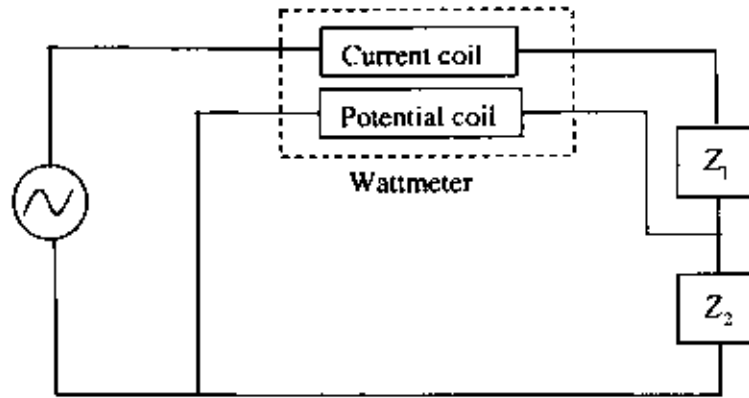 Current coil
Potential coil
Wattmeter
Z₁
Z₂